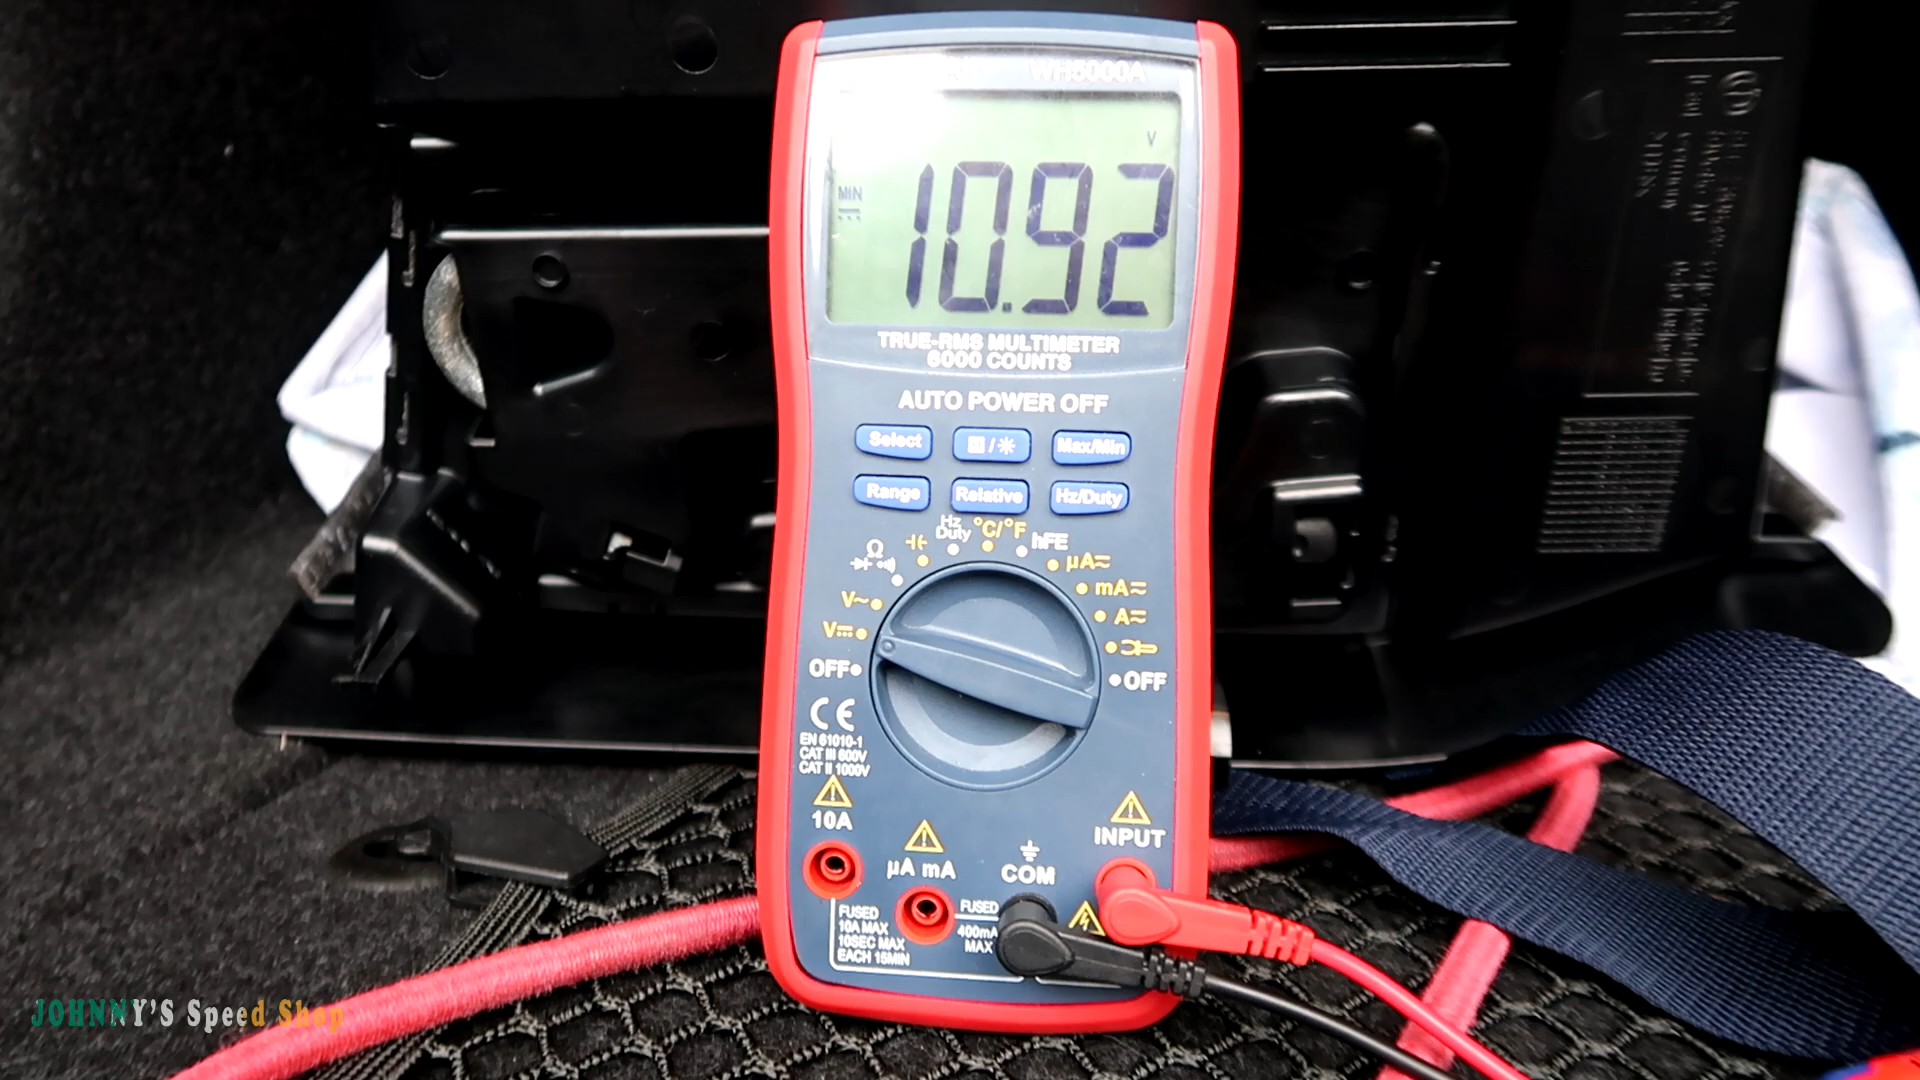 WH5000A
V
MIN
10.92
TRUE-RMS MULTIMETER
6000 COUNTS
AUTO POWER OFF
Select
Max/Min
Range
Relative
Hz/Duty
Hz
Duty
°C/°F
hFE
Ω
µA
V~
mA
V
A
OFF
OFF
CE
EN 61010-1
CAT III 600V
CAT II 1000V
10A
µA mA
COM
INPUT
FUSED
10A MAX
10SEC MAX
EACH 15MIN
FUSED
400mA
MAX
JOHNNY'S Speed Shop